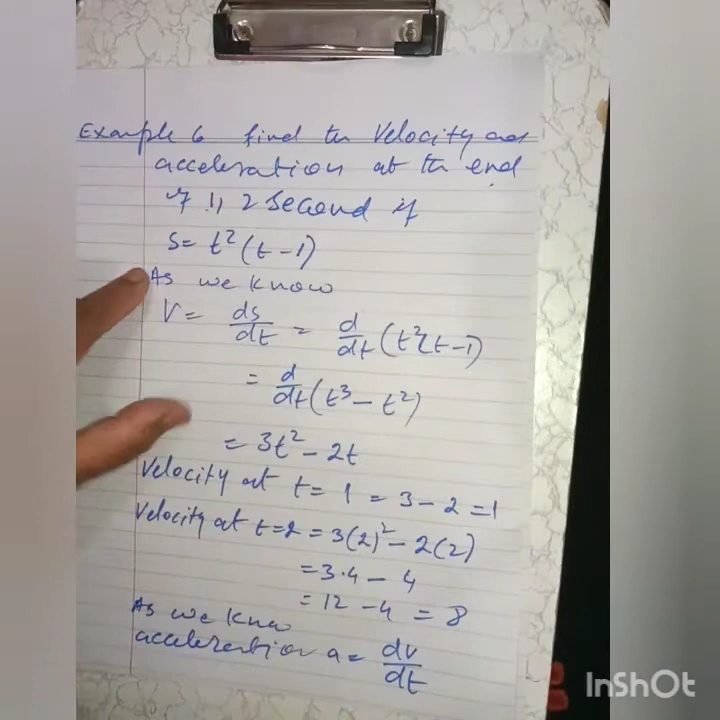 Example 6 find the Velocity and
acceleration at the end
of 1, 2 Second if
s = t²(t-1)
As we know
V = ds/dt = d/dt (t²(t-1)
= d/dt (t³ - t²)
= 3t² - 2t
Velocity at t = 1 = 3 - 2 = 1
Velocity at t=2 = 3(2)² - 2(2)
= 3.4 - 4
= 12 - 4 = 8
As we know
acceleration a = dv/dt
InShOt